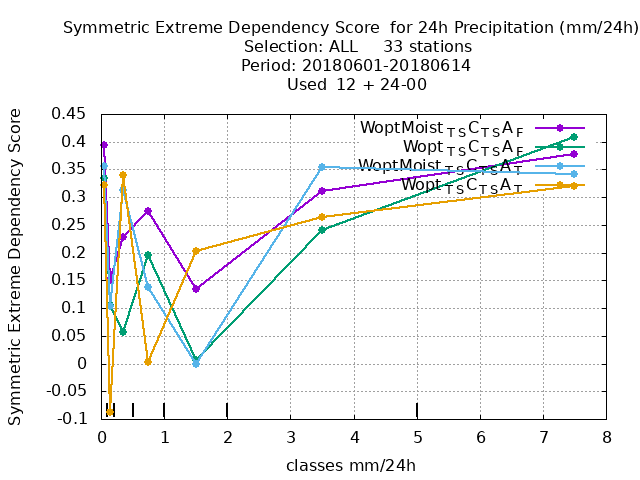 Symmetric Extreme Dependency Score for 24h Precipitation (mm/24h)
Selection: ALL 33 stations
Period: 20180601-20180614
Used 12 + 24-00
Symmetric Extreme Dependency Score
0.45
0.4
0.35
0.3
0.25
0.2
0.15
0.1
0.05
0
-0.05
-0.1
WoptMoist TS C TS A F
Wopt TS C TS A F
WoptMoist TS C TS A T
Wopt TS C TS A T
0 1 2 3 4 5 6 7 8
classes mm/24h